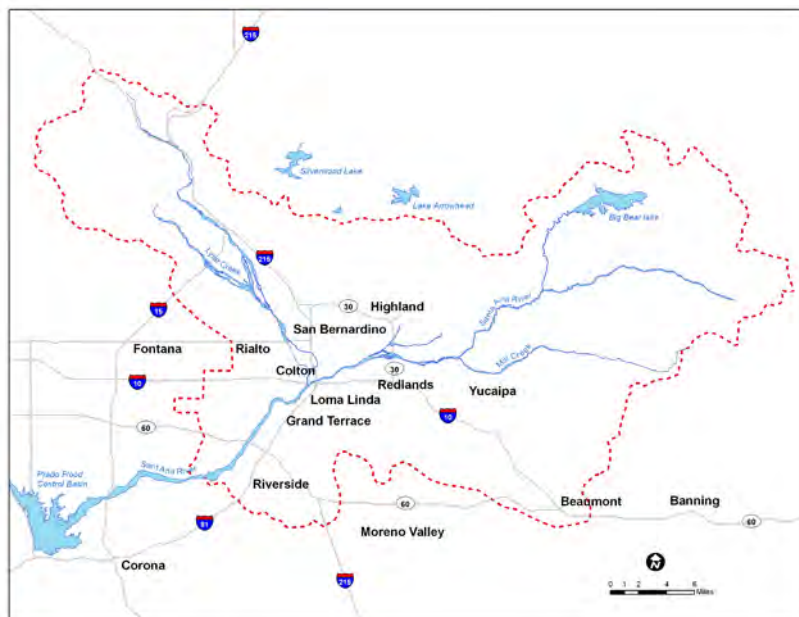 215
Silverwood Lake
Lake Arrowhead
Big Bear lake
Lytle Creek
215
15
30
Highland
San Bernardino
Santa Ana River
Mill Creek
Fontana
Rialto
Colton
30
10
Redlands
Yucaipa
Loma Linda
10
60
Grand Terrace
Santa Ana River
Prado Flood
Control Basin
Riverside
60
Beaumont
Banning
60
91
Moreno Valley
Corona
215
N
0 1 2 4 6
Miles